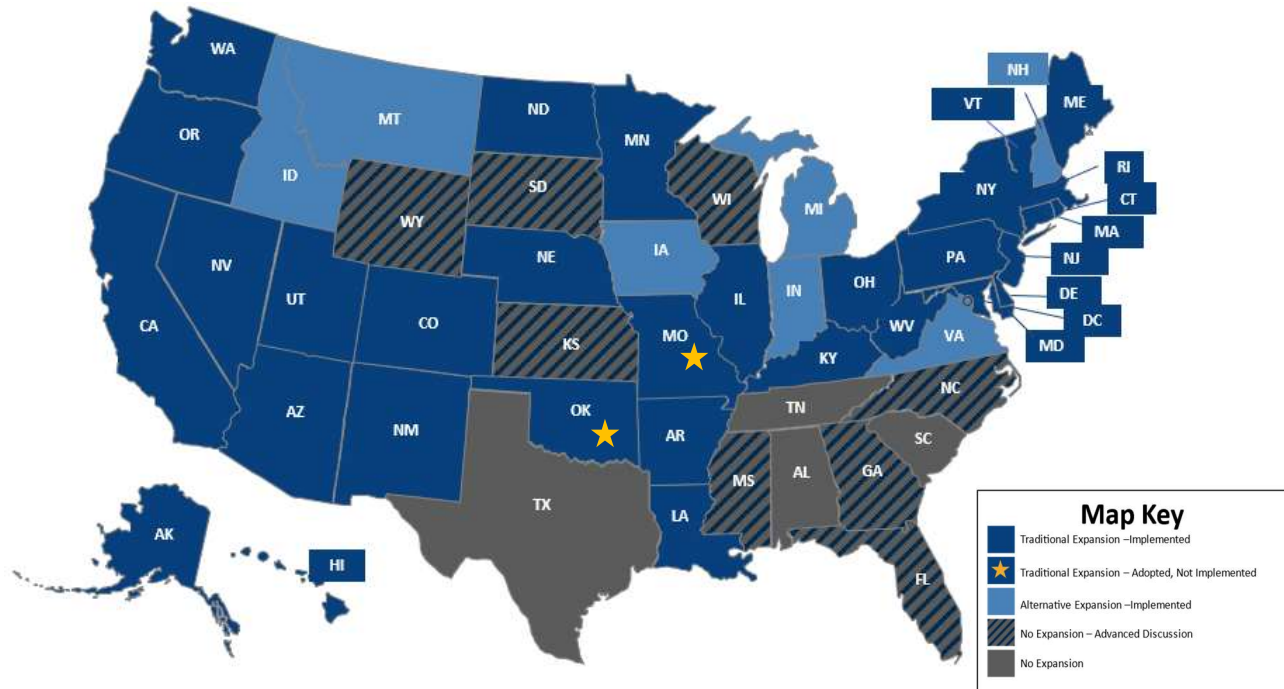 WA
NH
VT
ME
ND
MT
MN
OR
RI
ID
SD
WI
NY
CT
WY
MI
MA
IA
PA
NJ
NE
NV
OH
IL
IN
DE
UT
CO
WV
DC
CA
MO
VA
MD
KS
KY
NC
TN
OK
AZ
NM
AR
SC
MS
AL
GA
TX
LA
AK
HI
FL
Map Key
Traditional Expansion –Implemented
Traditional Expansion – Adopted, Not Implemented
Alternative Expansion –Implemented
No Expansion – Advanced Discussion
No Expansion